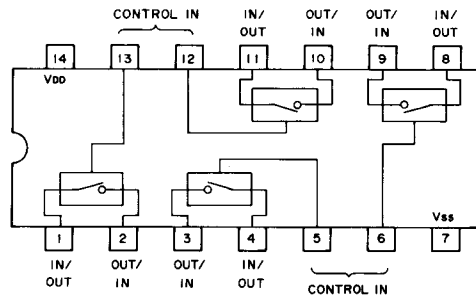 CONTROL IN
IN/ OUT/ OUT/ IN/
OUT IN IN OUT
14 13 12 11 10 9 8
VDD
VSS
1 2 3 4 5 6 7
IN/ OUT/ OUT/ IN/
OUT IN IN OUT
CONTROL IN